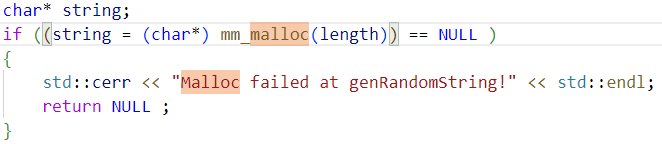 char* string;
if ((string = (char*) mm_malloc(length)) == NULL )
{
    std::cerr << "Malloc failed at genRandomString!" << std::endl;
    return NULL ;
}